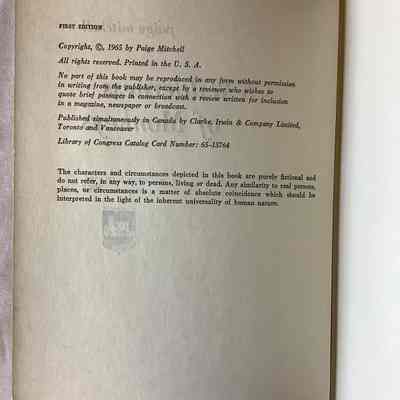 FIRST EDITION
Copyright, ©, 1965 by Paige Mitchell
All rights reserved. Printed in the U. S. A.
No part of this book may be reproduced in any form without permission
in writing from the publisher, except by a reviewer who wishes to
quote brief passages in connection with a review written for inclusion
in a magazine, newspaper or broadcast.
Published simultaneously in Canada by Clarke, Irwin & Company Limited,
Toronto and Vancouver
Library of Congress Catalog Card Number: 65-13764
The characters and circumstances depicted in this book are purely fictional and
do not refer, in any way, to persons, living or dead. Any similarity to real persons,
places, or circumstances is a matter of absolute coincidence which should be
interpreted in the light of the inherent universality of human nature.